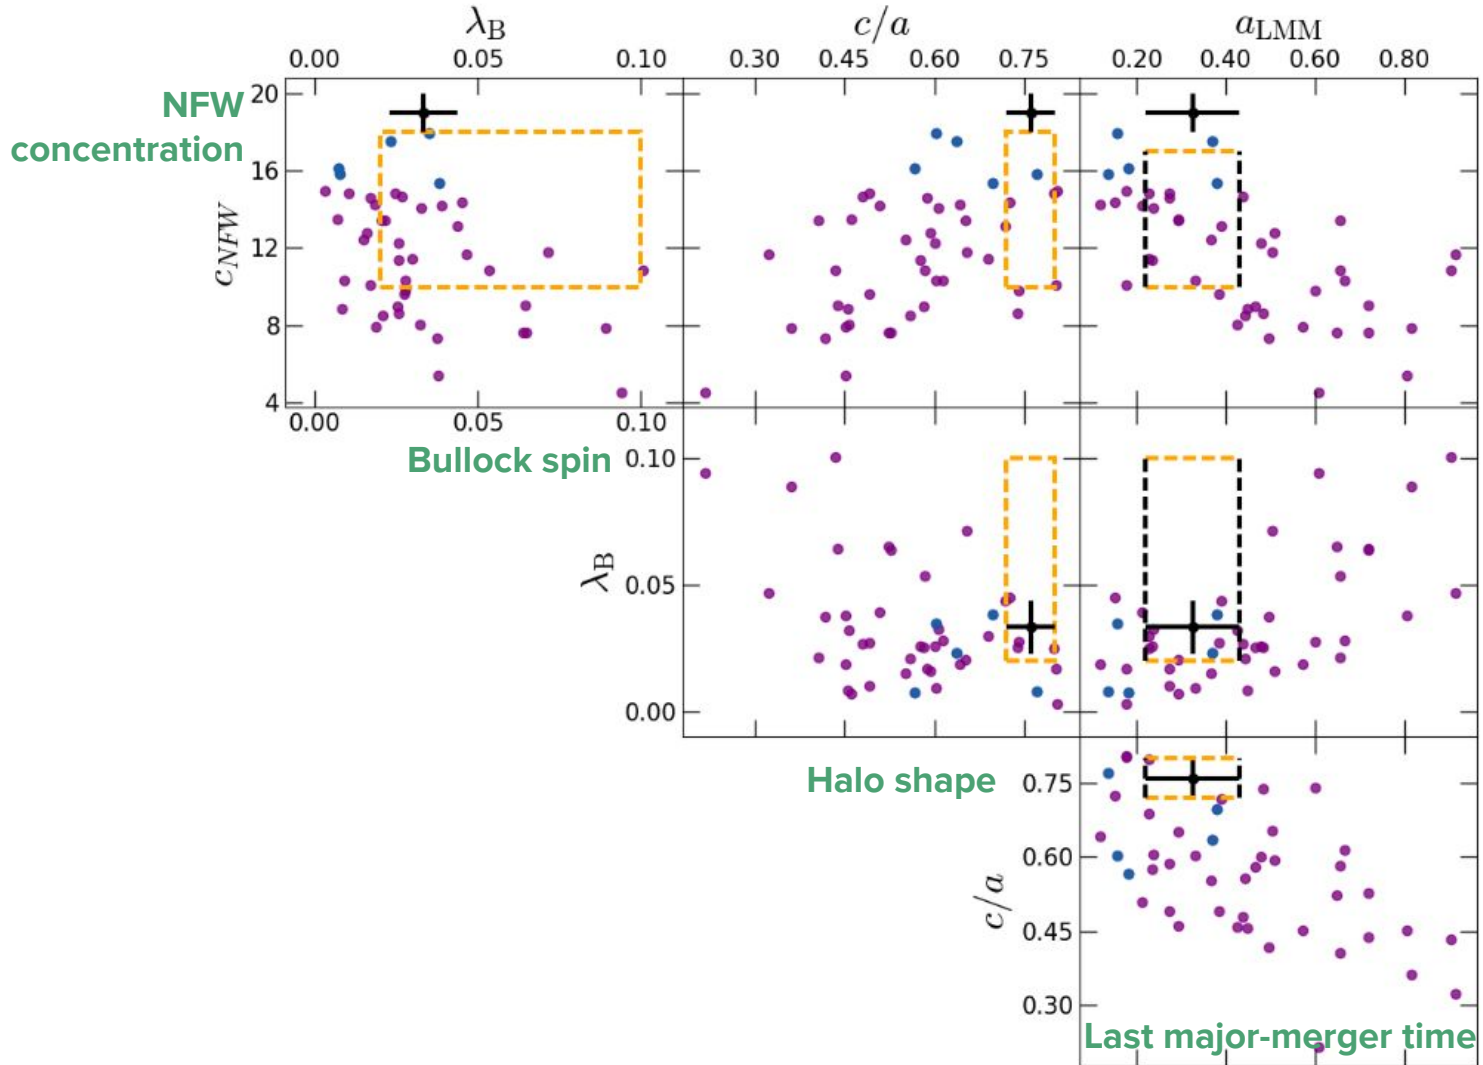 λB c/a aLMM
0.00 0.05 0.10 0.30 0.45 0.60 0.75 0.20 0.40 0.60 0.80
NFW
concentration
20
16
12
8
4
cNFW
0.00 0.05 0.10
Bullock spin
0.10
0.05
0.00
λB
Halo shape
0.75
0.60
0.45
0.30
c/a
Last major-merger time